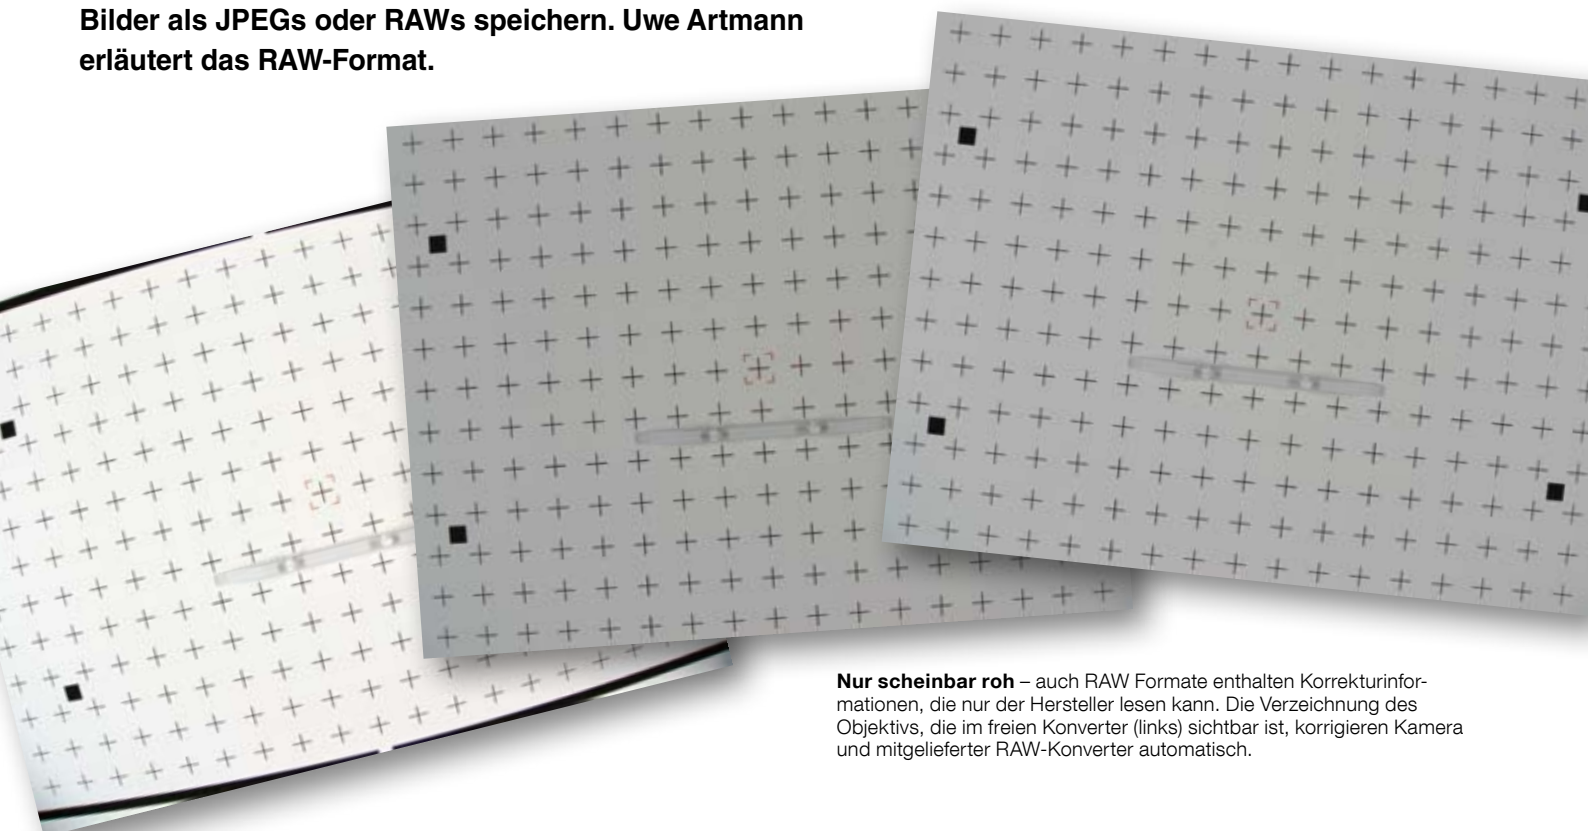 Bilder als JPEGs oder RAWs speichern. Uwe Artmann
erläutert das RAW-Format.
Nur scheinbar roh – auch RAW Formate enthalten Korrekturinfor-
mationen, die nur der Hersteller lesen kann. Die Verzeichnung des
Objektivs, die im freien Konverter (links) sichtbar ist, korrigieren Kamera
und mitgelieferter RAW-Konverter automatisch.